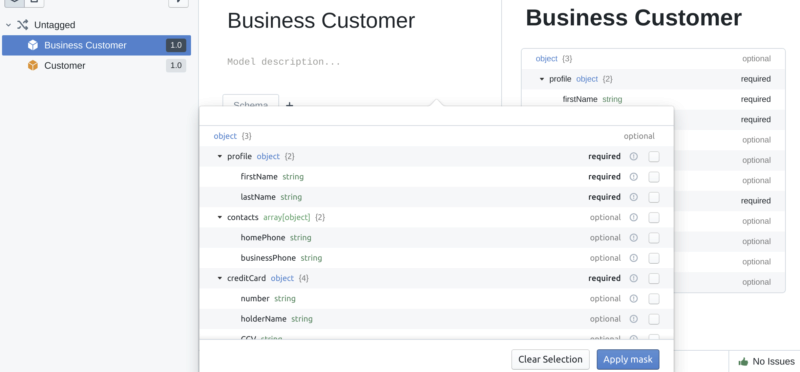 Untagged
Business Customer 1.0
Customer 1.0
Business Customer
Model description...
Schema
Business Customer
object {3} optional
profile object {2} required
firstName string required
required
optional
optional
optional
required
optional
optional
optional
object {3} optional
profile object {2} required
firstName string required
lastName string required
contacts array[object] {2} optional
homePhone string optional
businessPhone string optional
creditCard object {4} required
number string optional
holderName string optional
CCV string optional
Clear Selection Apply mask
No Issues